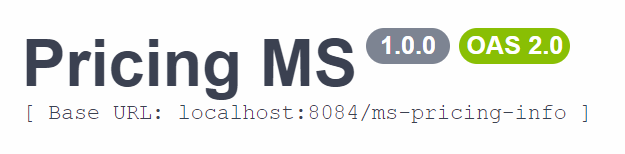 Pricing MS 1.0.0 OAS 2.0
[ Base URL: localhost:8084/ms-pricing-info ]